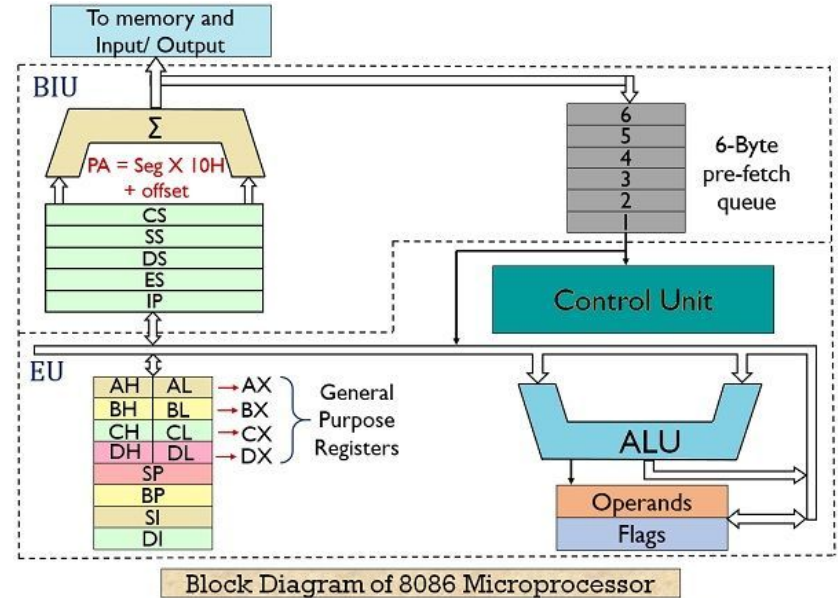 To memory and
Input/ Output
BIU
Σ
PA = Seg X 10H
+ offset
CS
SS
DS
ES
IP
6
5
4
3
2
1
6-Byte
pre-fetch
queue
Control Unit
EU
AH AL AX
BH BL BX
CH CL CX
DH DL DX
SP
BP
SI
DI
General
Purpose
Registers
ALU
Operands
Flags
Block Diagram of 8086 Microprocessor